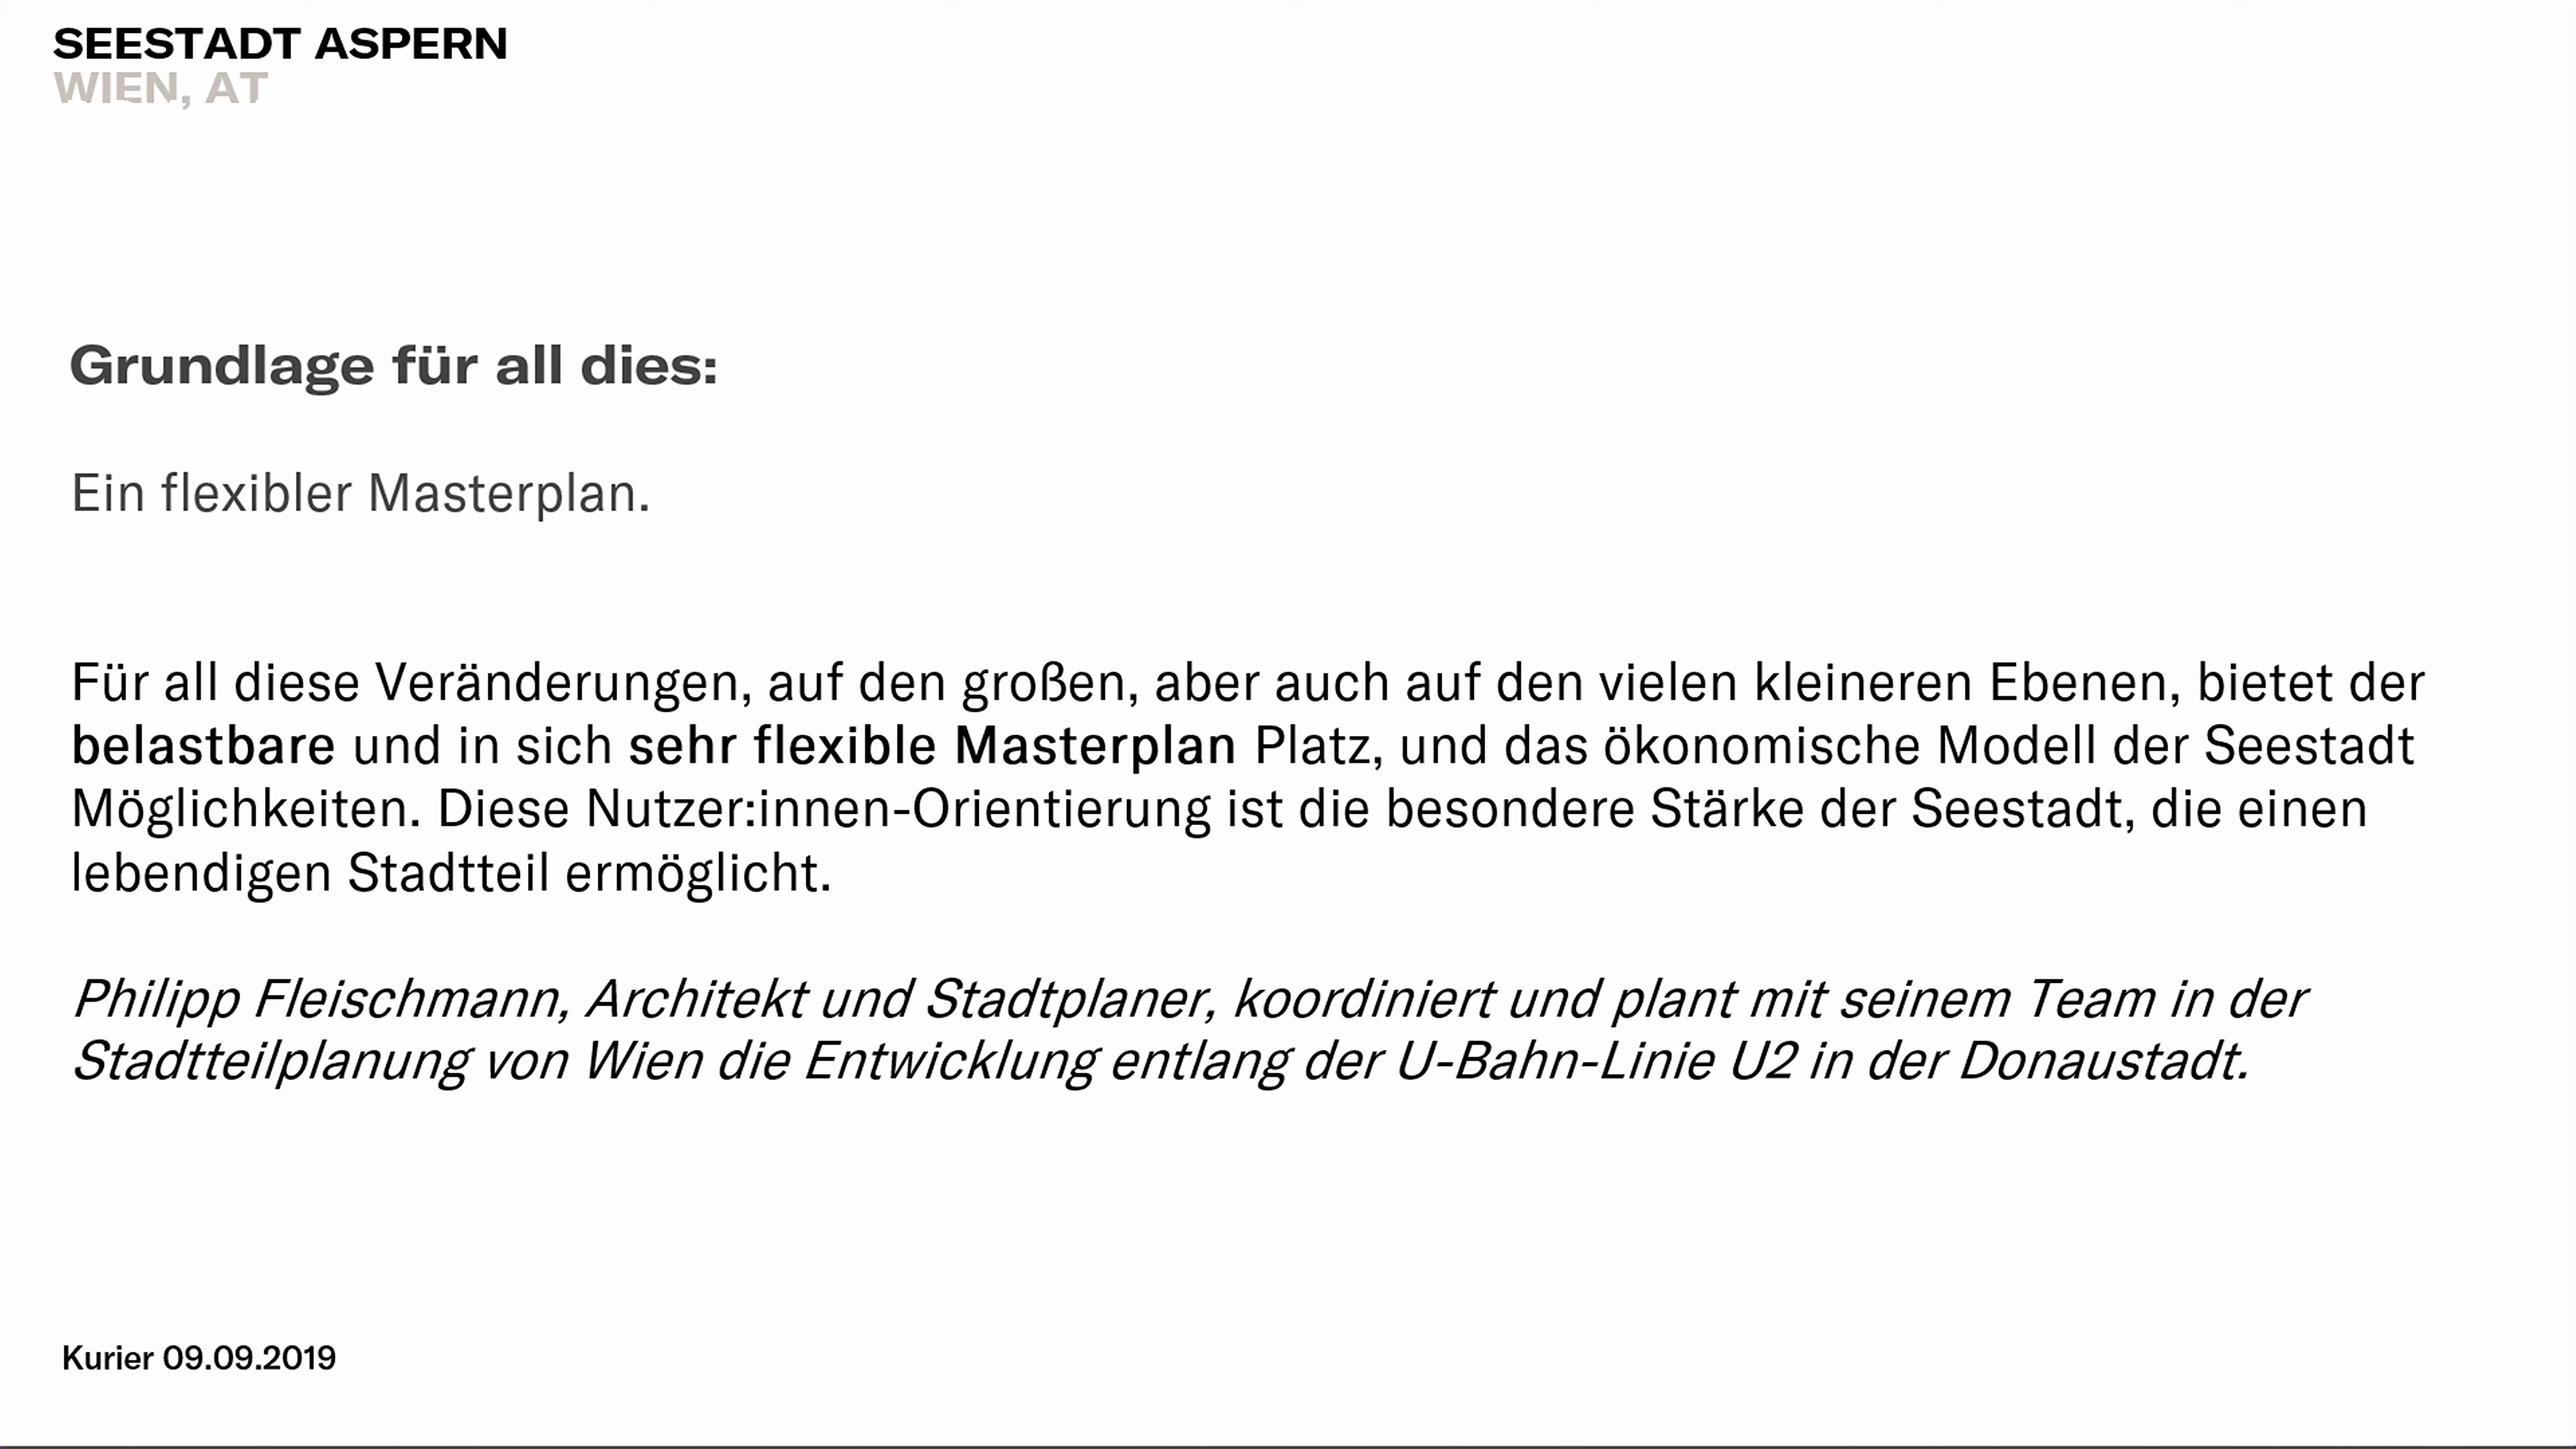 SEESTADT ASPERN
WIEN, AT
Grundlage für all dies:
Ein flexibler Masterplan.
Für all diese Veränderungen, auf den großen, aber auch auf den vielen kleineren Ebenen, bietet der
belastbare und in sich sehr flexible Masterplan Platz, und das ökonomische Modell der Seestadt
Möglichkeiten. Diese Nutzer:innen-Orientierung ist die besondere Stärke der Seestadt, die einen
lebendigen Stadtteil ermöglicht.
Philipp Fleischmann, Architekt und Stadtplaner, koordiniert und plant mit seinem Team in der
Stadtteilplanung von Wien die Entwicklung entlang der U-Bahn-Linie U2 in der Donaustadt.
Kurier 09.09.2019